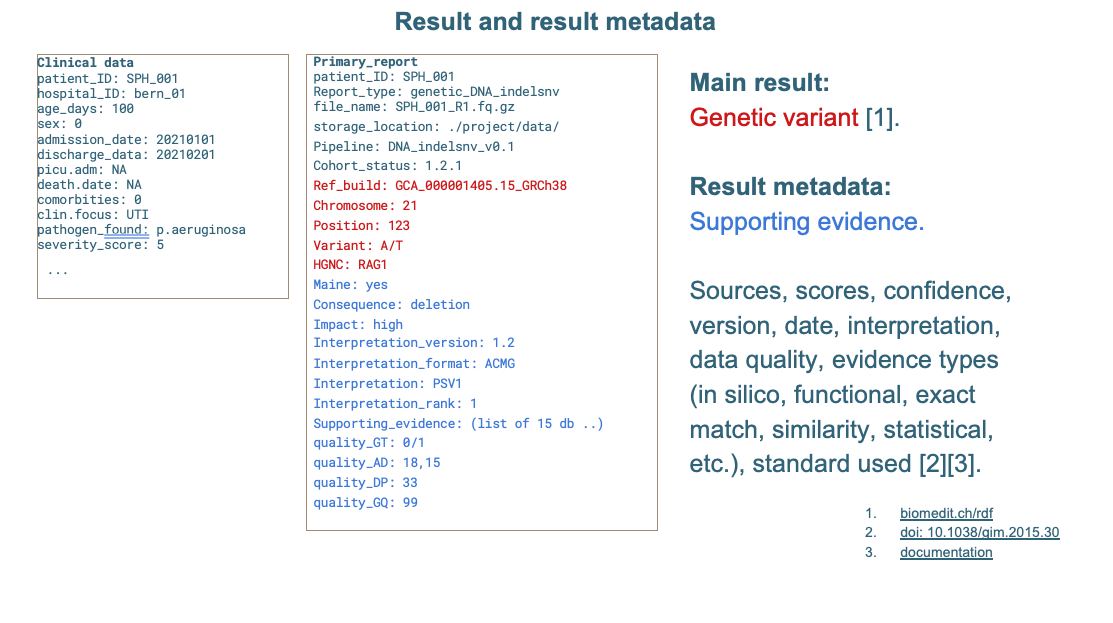 Result and result metadata
Clinical data
patient_ID: SPH_001
hospital_ID: bern_01
age_days: 100
sex: 0
admission_date: 20210101
discharge_data: 20210201
picu.adm: NA
death.date: NA
comorbities: 0
clin.focus: UTI
pathogen_found: p.aeruginosa
severity_score: 5
...
Primary_report
patient_ID: SPH_001
Report_type: genetic_DNA_indelsnv
file_name: SPH_001_R1.fq.gz
storage_location: ./project/data/
Pipeline: DNA_indelsnv_v0.1
Cohort_status: 1.2.1
Ref_build: GCA_000001405.15_GRCh38
Chromosome: 21
Position: 123
Variant: A/T
HGNC: RAG1
Maine: yes
Consequence: deletion
Impact: high
Interpretation_version: 1.2
Interpretation_format: ACMG
Interpretation: PSV1
Interpretation_rank: 1
Supporting_evidence: (list of 15 db ..)
quality_GT: 0/1
quality_AD: 18,15
quality_DP: 33
quality_GQ: 99
Main result:
Genetic variant [1].
Result metadata:
Supporting evidence.
Sources, scores, confidence,
version, date, interpretation,
data quality, evidence types
(in silico, functional, exact
match, similarity, statistical,
etc.), standard used [2][3].
1. biomedit.ch/rdf
2. doi: 10.1038/gim.2015.30
3. documentation